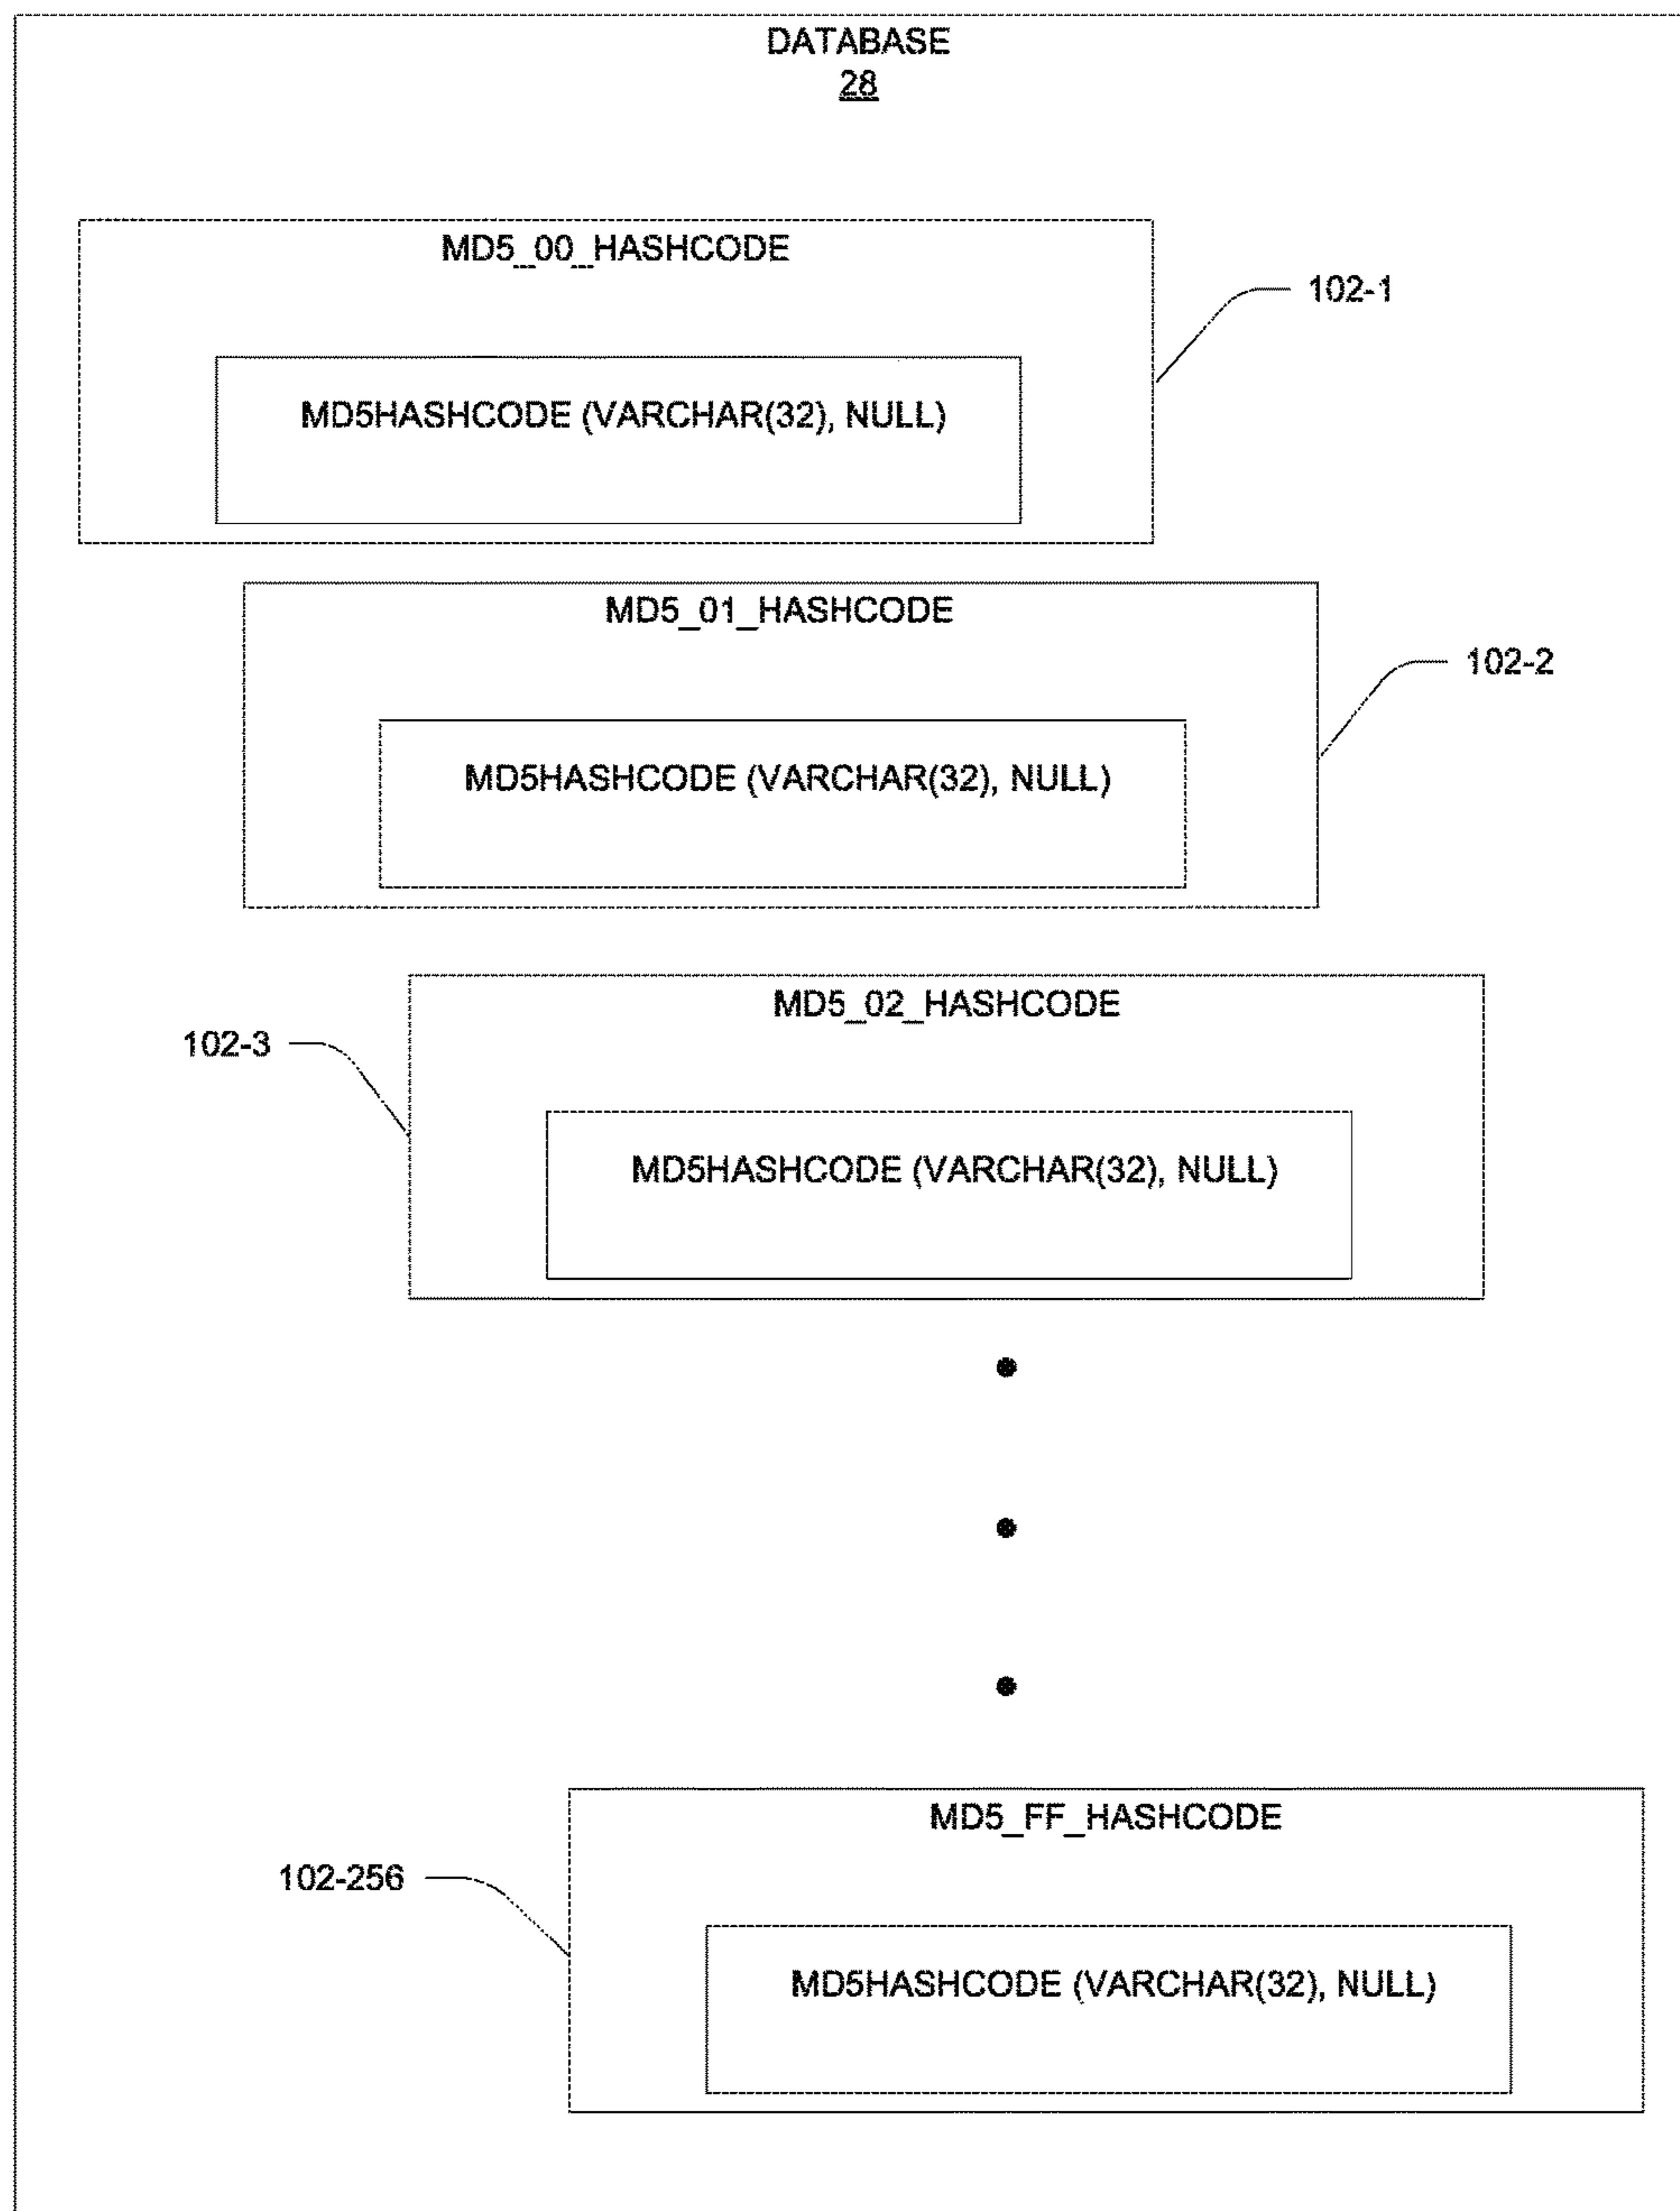 DATABASE
28
MD5_00_HASHCODE
102-1
MD5HASHCODE (VARCHAR(32), NULL)
MD5_01_HASHCODE
102-2
MD5HASHCODE (VARCHAR(32), NULL)
MD5_02_HASHCODE
102-3
MD5HASHCODE (VARCHAR(32), NULL)
MD5_FF_HASHCODE
102-256
MD5HASHCODE (VARCHAR(32), NULL)